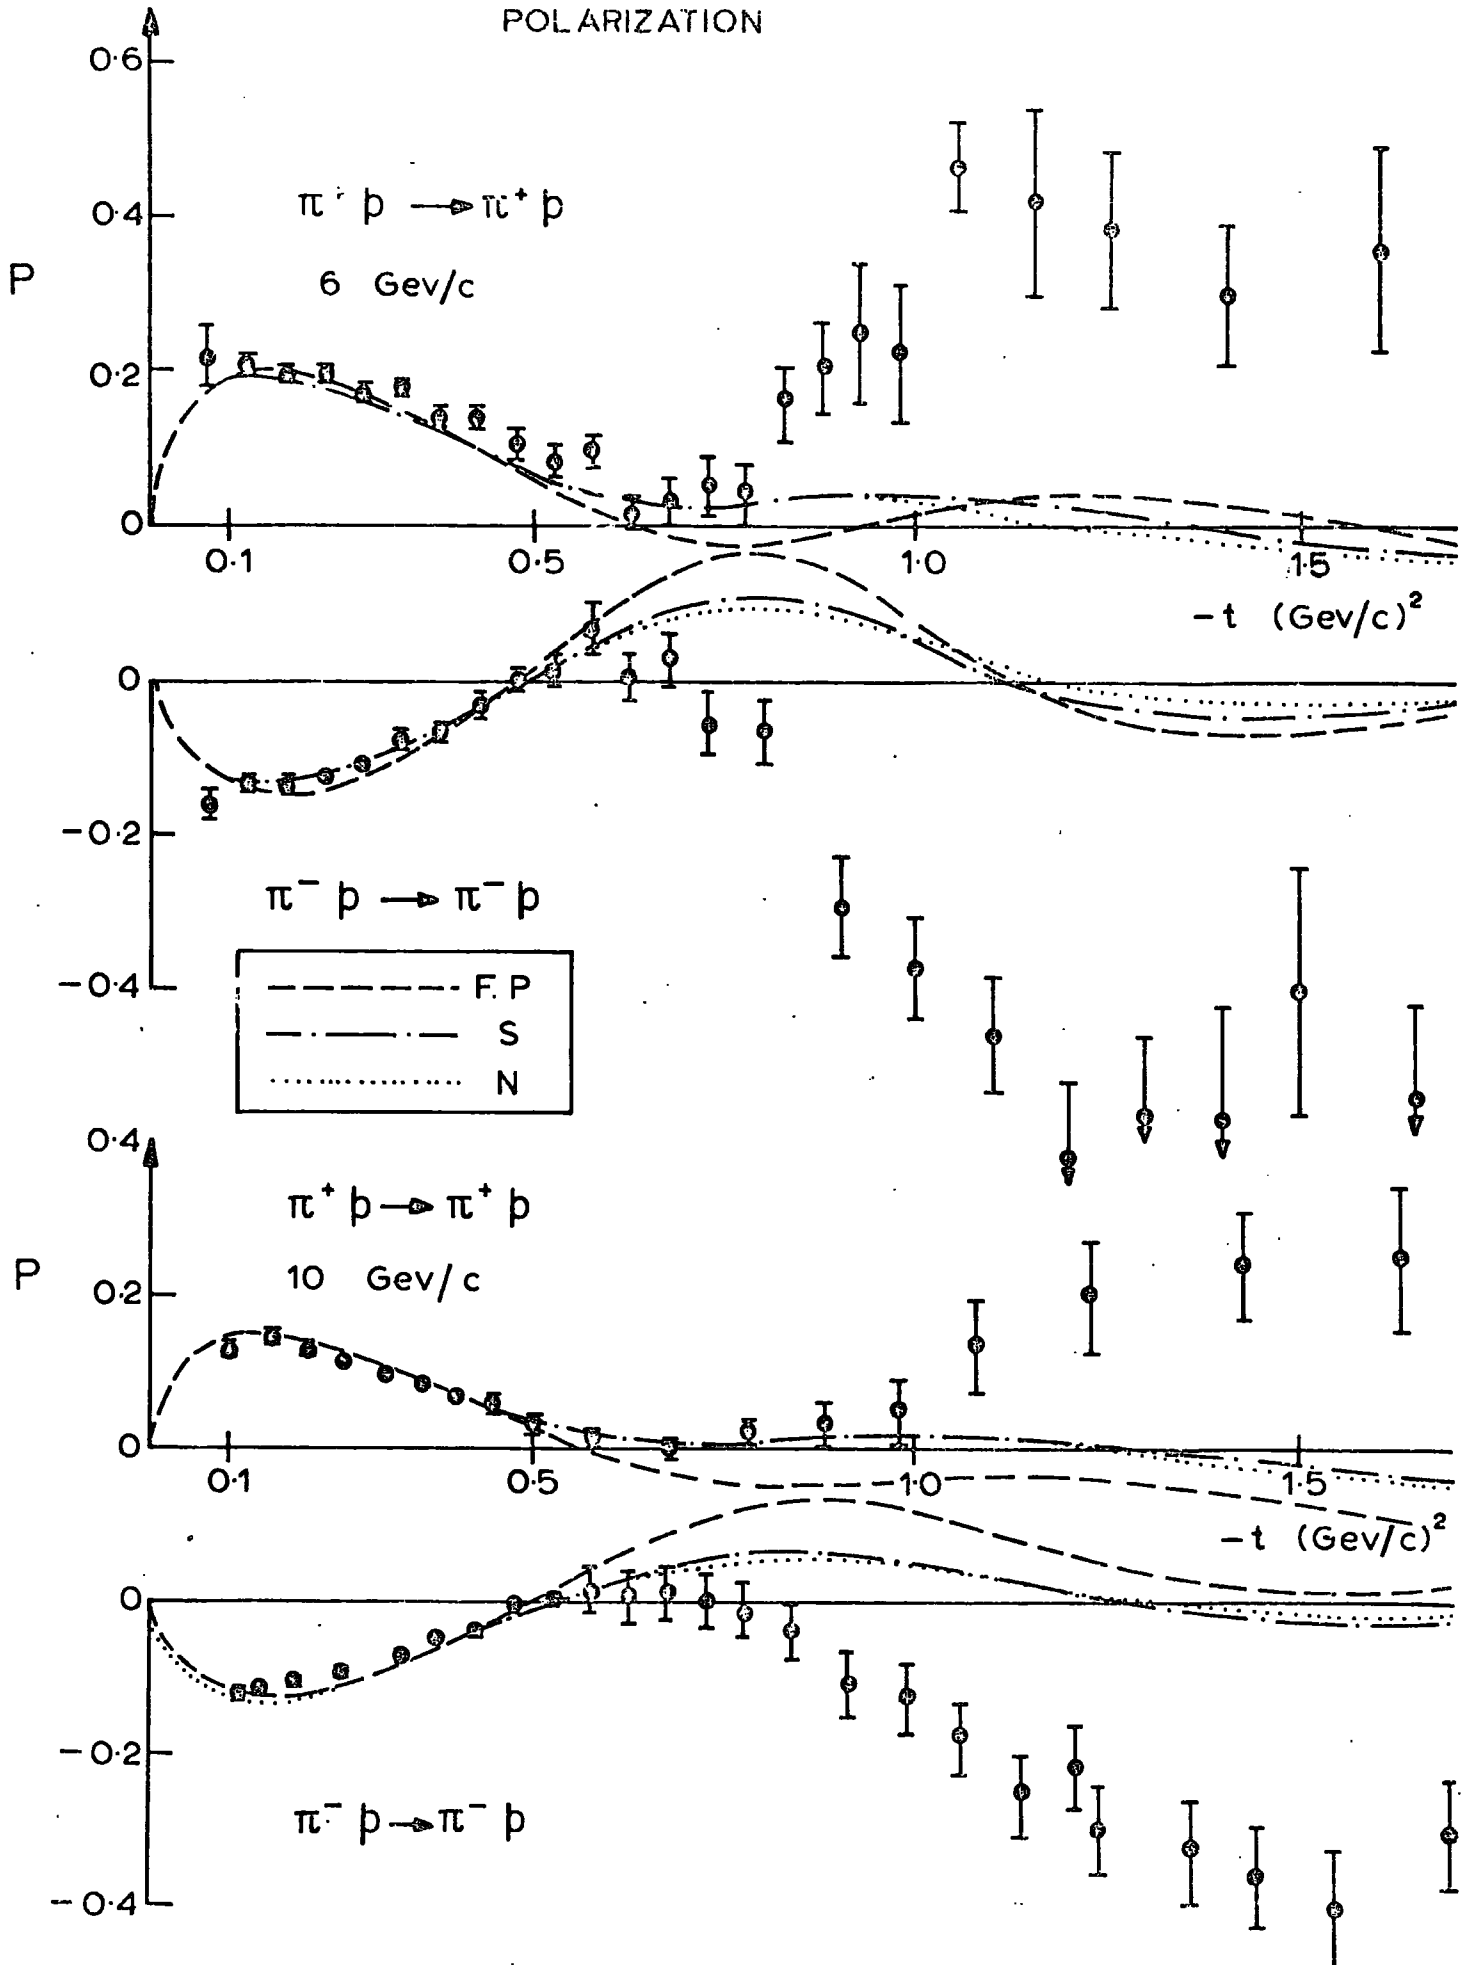 POLARIZATION
0.6
0.4
π⁺ p → π⁺ p
P
6 Gev/c
0.2
0
0.1 0.5 1.0 1.5
-t (Gev/c)²
0
-0.2
π⁻ p → π⁻ p
-0.4
F.P
S
N
0.4
π⁺ p → π⁺ p
P
10 Gev/c
0.2
0
0.1 0.5 1.0 1.5
-t (Gev/c)²
0
-0.2
π⁻ p → π⁻ p
-0.4